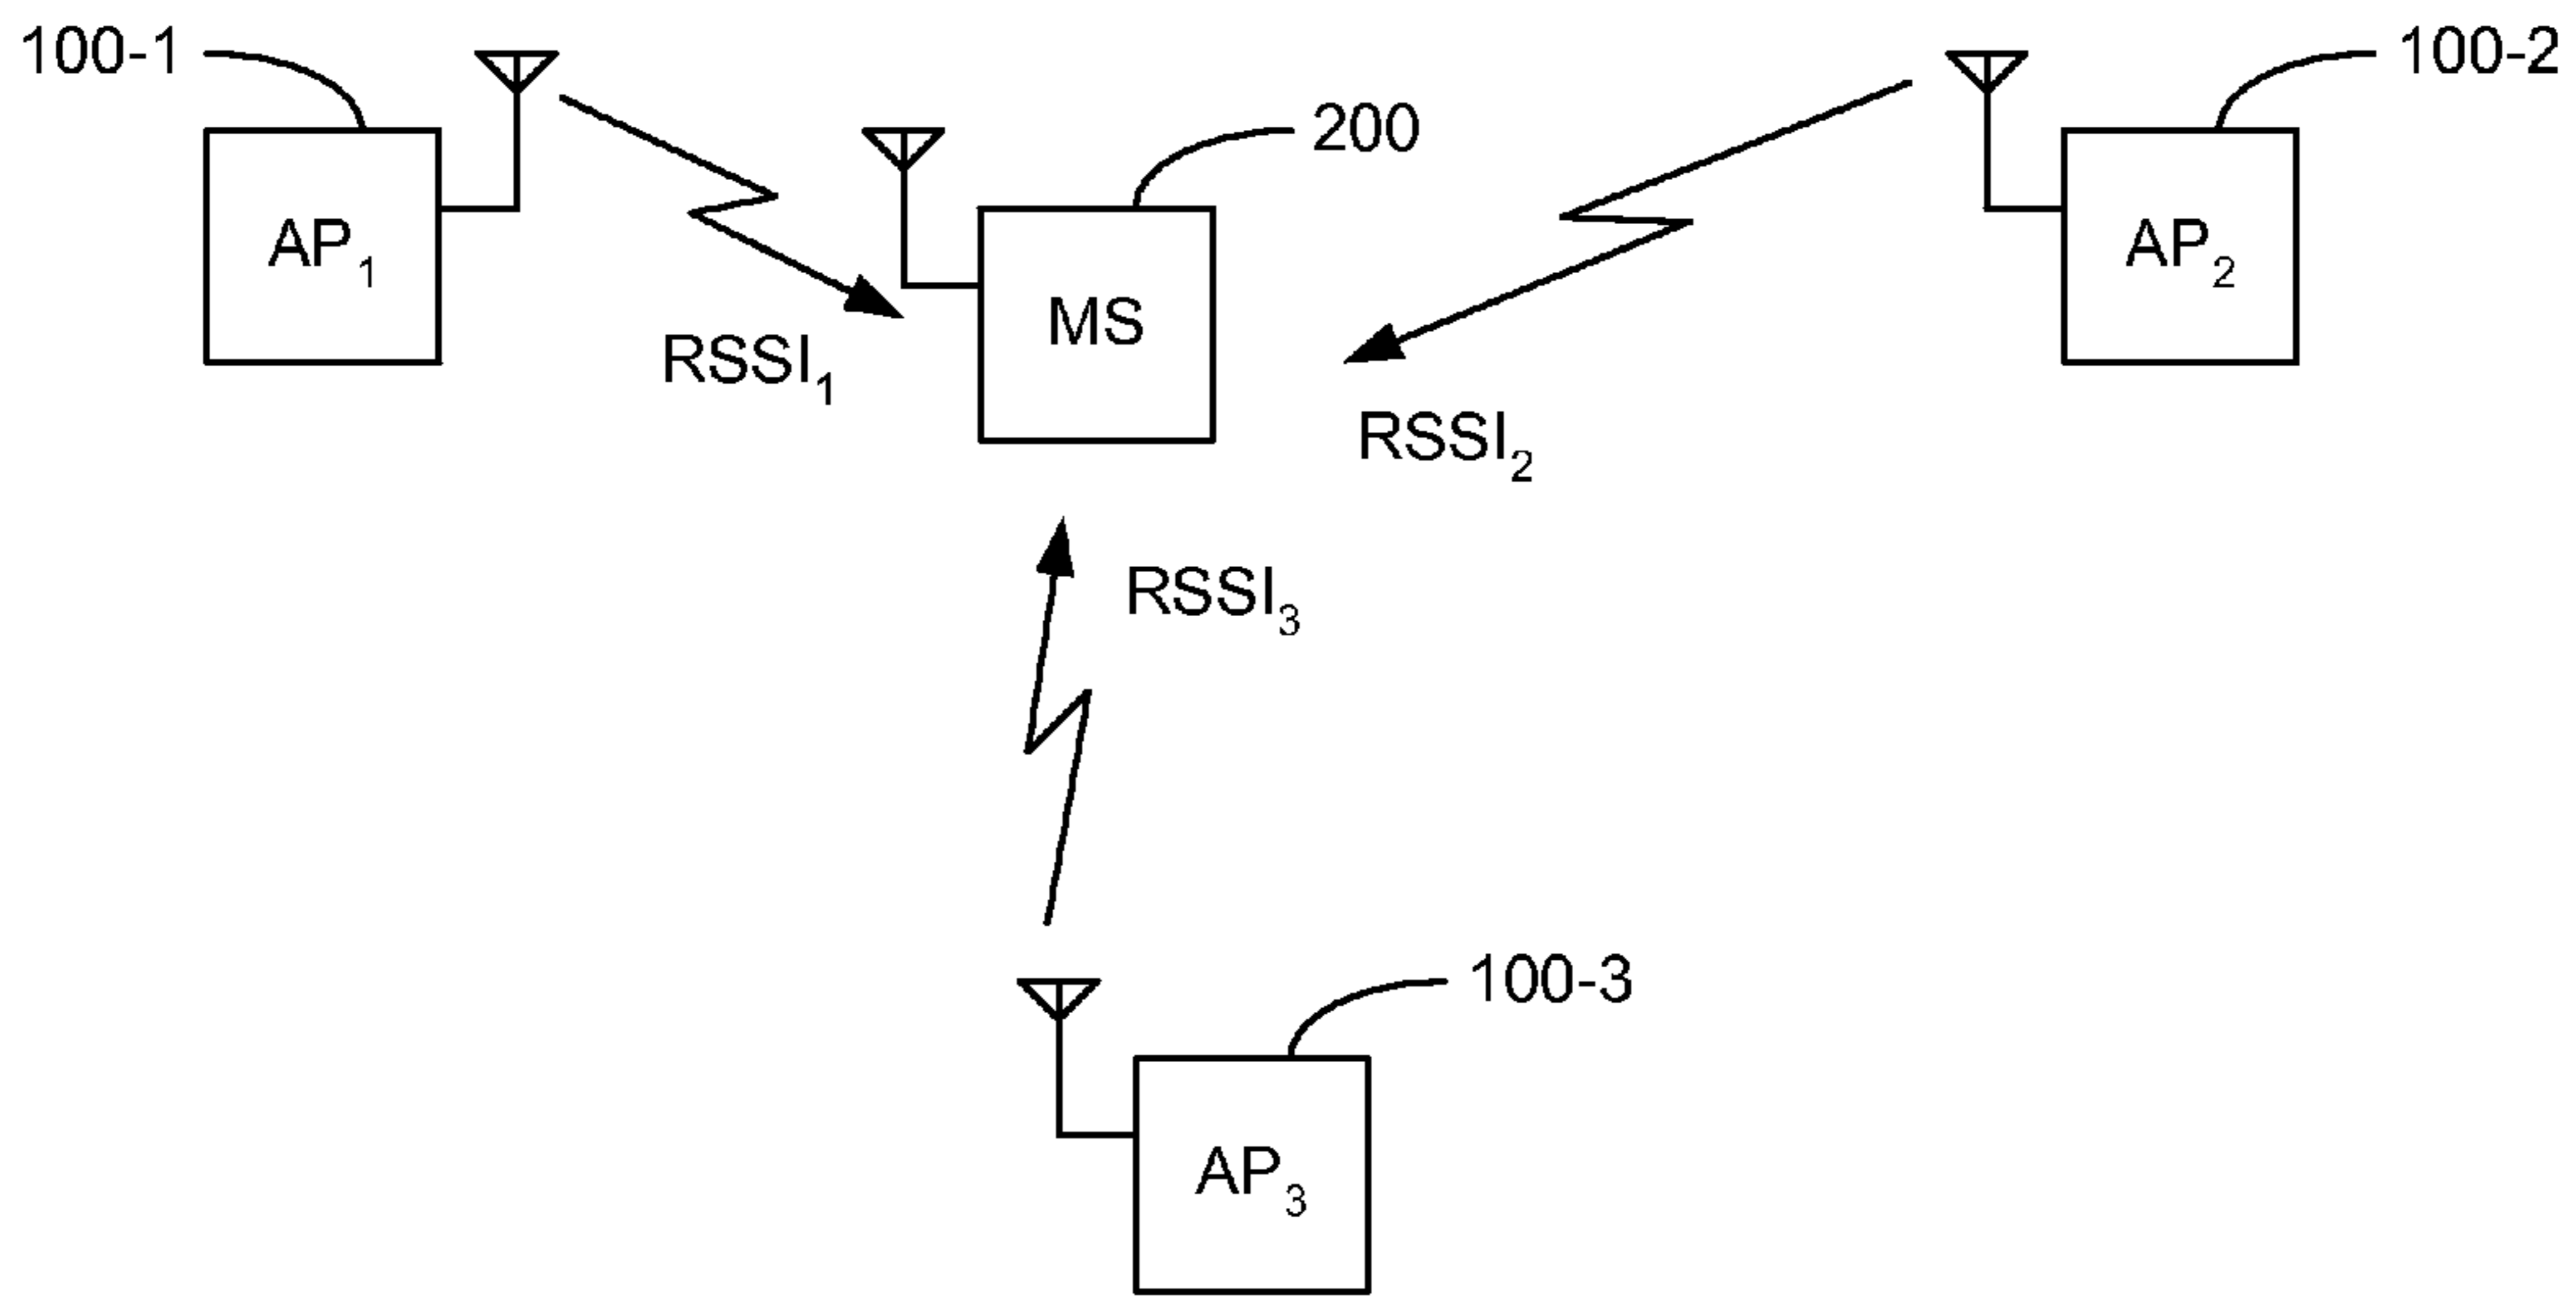 100-1
100-2
200
AP₁
AP₂
MS
RSSI₁
RSSI₂
RSSI₃
100-3
AP₃